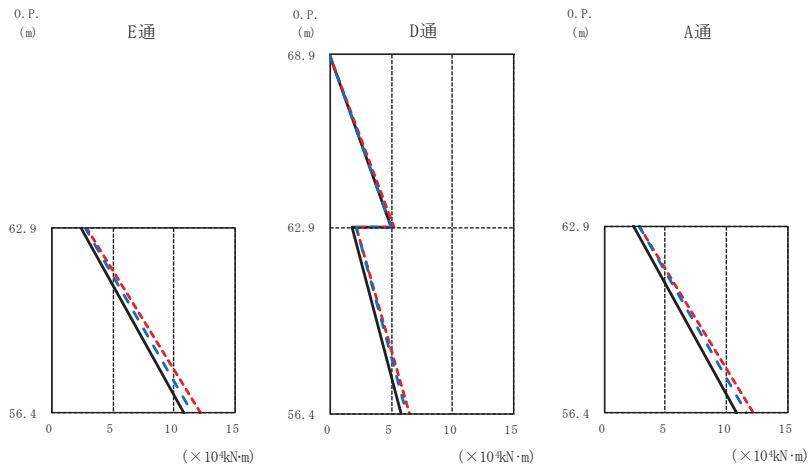 O.P.
(m)
E通
62.9
56.4
0 5 10 15
(×10⁴kN·m)
O.P.
(m)
D通
68.9
62.9
56.4
0 5 10 15
(×10⁴kN·m)
O.P.
(m)
A通
62.9
56.4
0 5 10 15
(×10⁴kN·m)